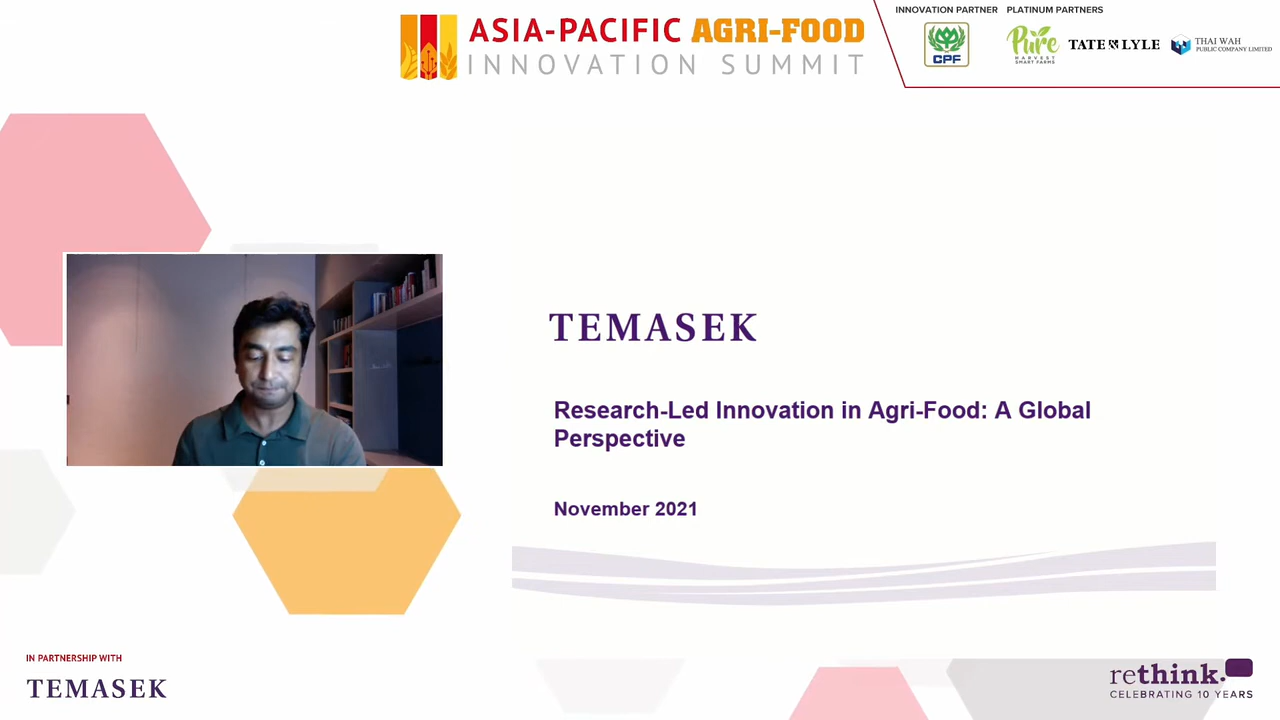 ASIA-PACIFIC AGRI-FOOD
INNOVATION SUMMIT
INNOVATION PARTNER
CPF
PLATINUM PARTNERS
Pure
HARVEST
SMART FARMS
TATE & LYLE
THAI WAH
PUBLIC COMPANY LIMITED
TEMASEK
Research-Led Innovation in Agri-Food: A Global
Perspective
November 2021
IN PARTNERSHIP WITH
TEMASEK
rethink.
CELEBRATING 10 YEARS